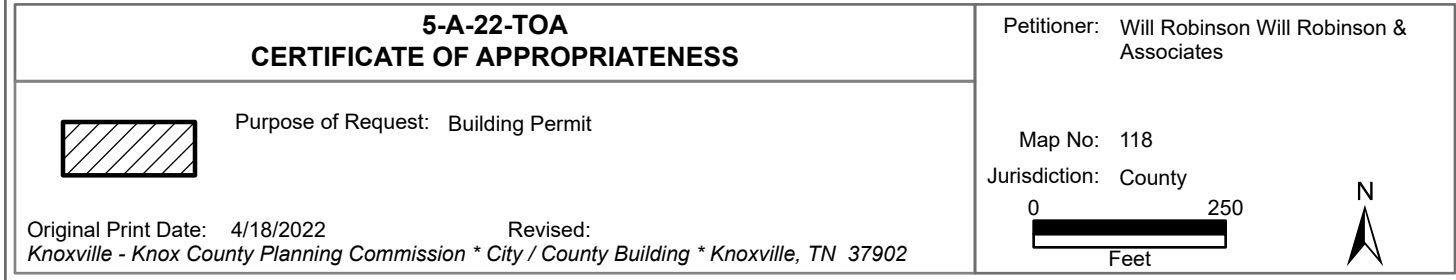 5-A-22-TOA
CERTIFICATE OF APPROPRIATENESS
Purpose of Request: Building Permit
Original Print Date: 4/18/2022 Revised:
Knoxville - Knox County Planning Commission * City / County Building * Knoxville, TN 37902
Petitioner: Will Robinson Will Robinson &
Associates
Map No: 118
Jurisdiction: County
0 250
Feet
N